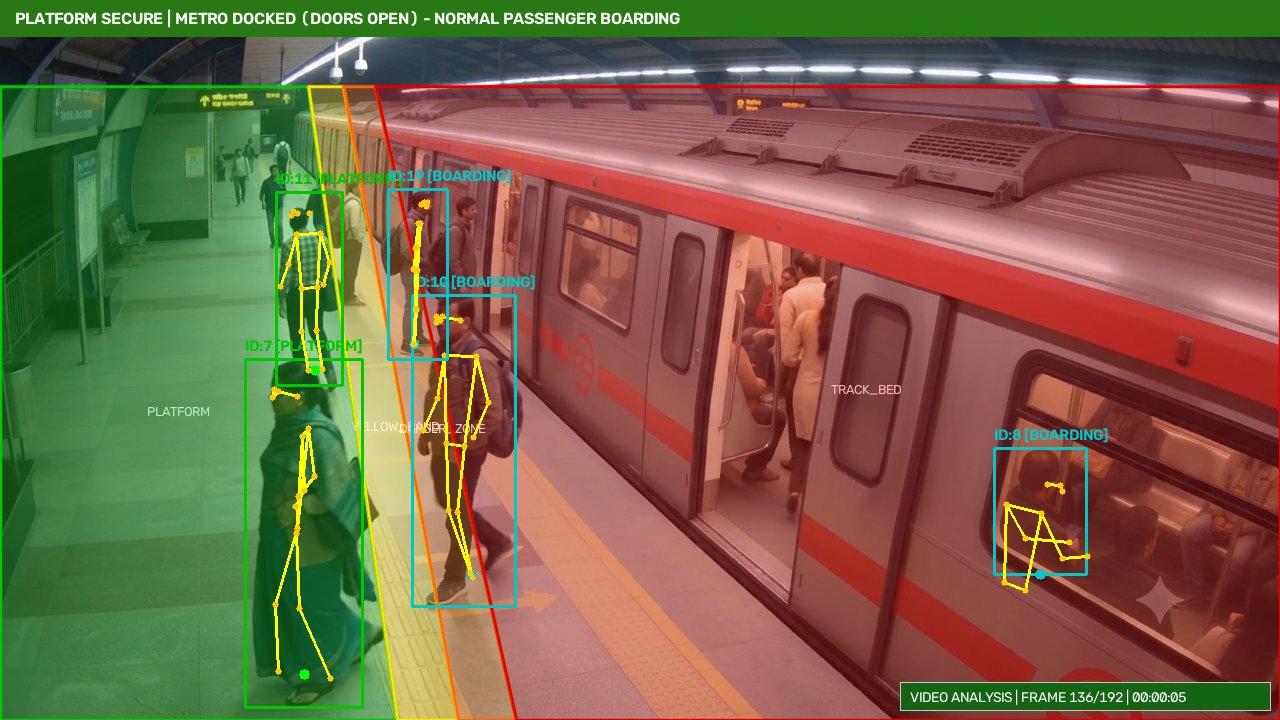 PLATFORM SECURE | METRO DOCKED (DOORS OPEN) - NORMAL PASSENGER BOARDING
ID:11 [PLATFORM]
ID:19 [BOARDING]
ID:10 [BOARDING]
ID:7 [PLATFORM]
TRACK_BED
PLATFORM
ID:8 [BOARDING]
VIDEO ANALYSIS | FRAME 136/192 | 00:00:05